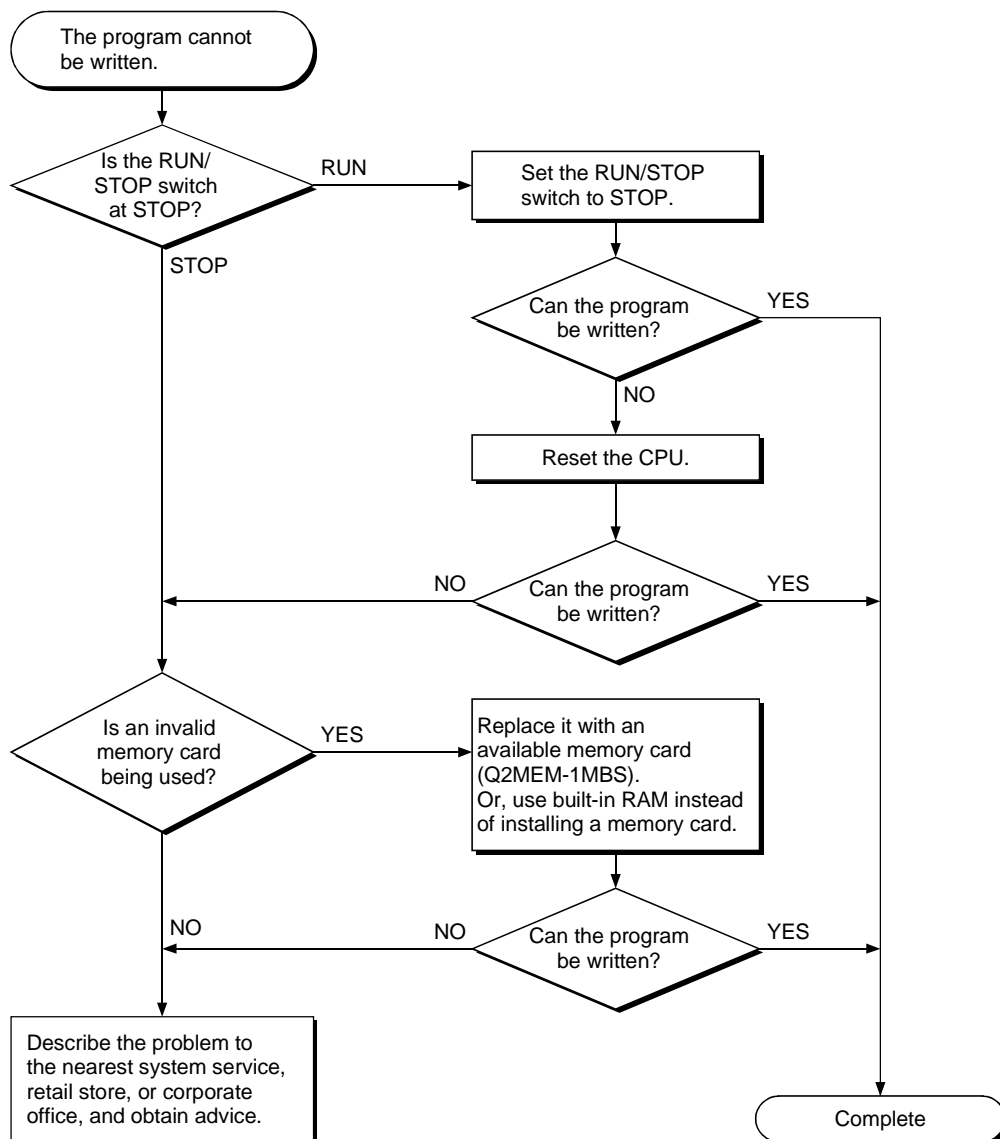 The program cannot
be written.
Is the RUN/
STOP switch
at STOP?
RUN
Set the RUN/STOP
switch to STOP.
STOP
Can the program
be written?
YES
NO
Reset the CPU.
NO
Can the program
be written?
YES
Is an invalid
memory card
being used?
YES
Replace it with an
available memory card
(Q2MEM-1MBS).
Or, use built-in RAM instead
of installing a memory card.
NO
NO
Can the program
be written?
YES
Describe the problem to
the nearest system service,
retail store, or corporate
office, and obtain advice.
Complete